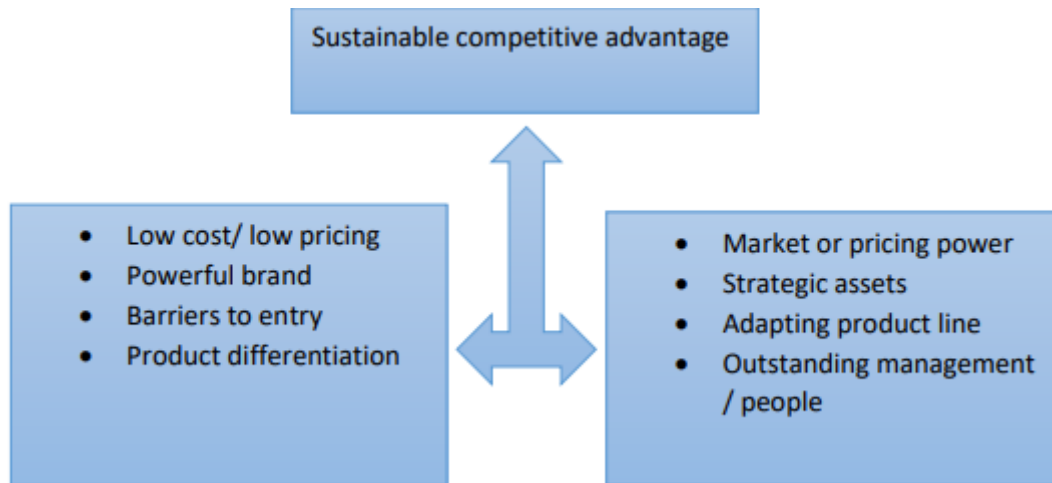 Sustainable competitive advantage
• Low cost/ low pricing
• Powerful brand
• Barriers to entry
• Product differentiation
• Market or pricing power
• Strategic assets
• Adapting product line
• Outstanding management
/ people